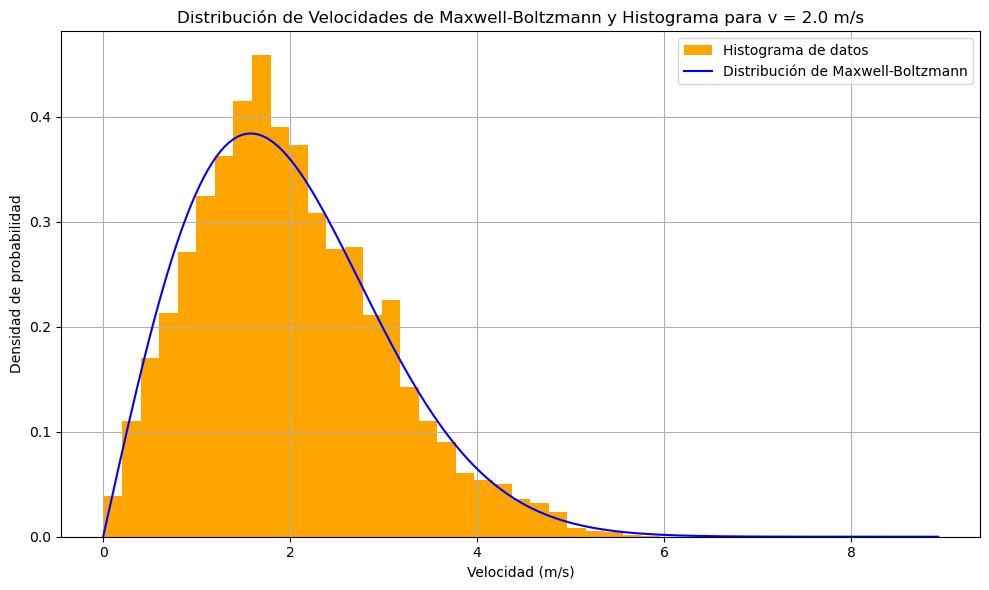 Distribución de Velocidades de Maxwell-Boltzmann y Histograma para v = 2.0 m/s
Histograma de datos
Distribución de Maxwell-Boltzmann
Densidad de probabilidad
0.4
0.3
0.2
0.1
0.0
0 2 4 6 8
Velocidad (m/s)